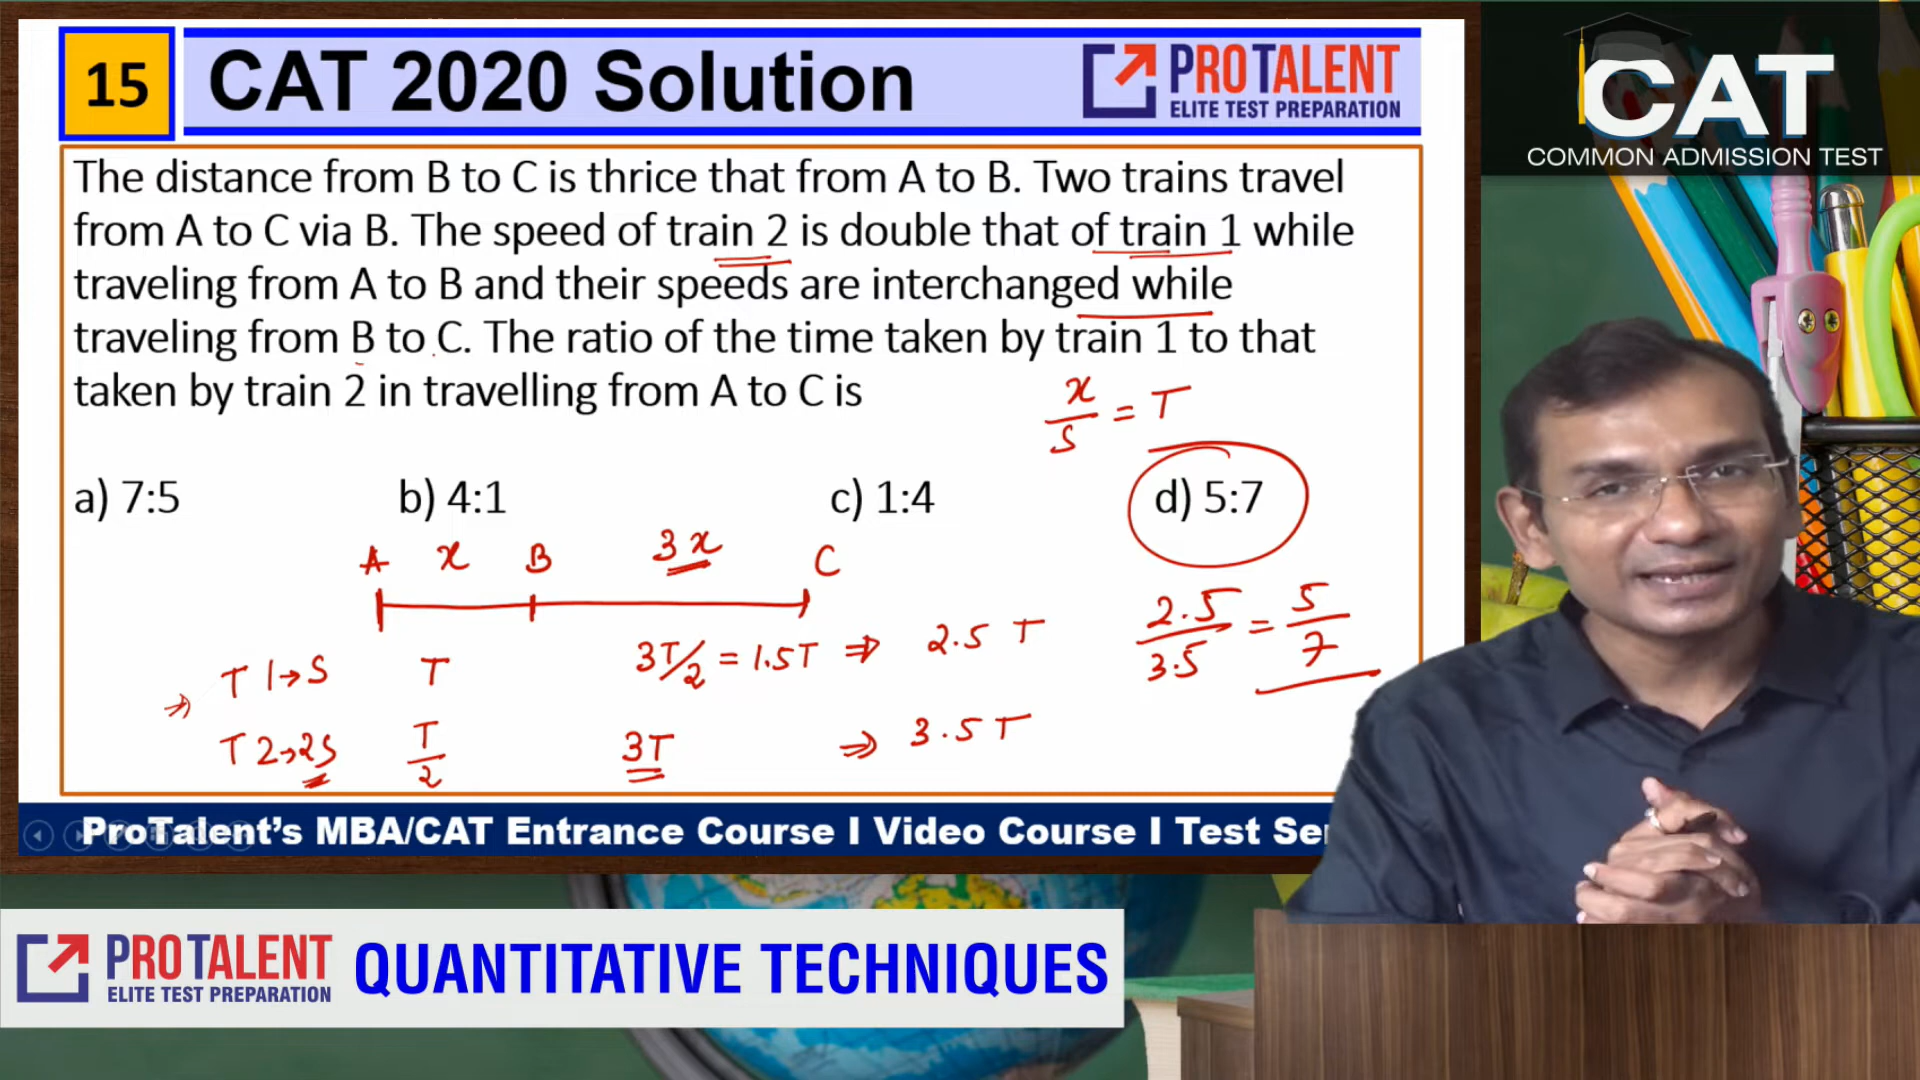 15
CAT 2020 Solution
PROTALENT
ELITE TEST PREPARATION
CAT
COMMON ADMISSION TEST
The distance from B to C is thrice that from A to B. Two trains travel
from A to C via B. The speed of train 2 is double that of train 1 while
traveling from A to B and their speeds are interchanged while
traveling from B to C. The ratio of the time taken by train 1 to that
taken by train 2 in travelling from A to C is
x/s = T
a) 7:5 b) 4:1 c) 1:4 d) 5:7
A x B 3x C
T1→S T 3T/2 = 1.5T ⇒ 2.5 T
2.5/3.5 = 5/7
⇒
T2→2S T/2 3T ⇒ 3.5 T
ProTalent's MBA/CAT Entrance Course I Video Course I Test Se
PROTALENT
ELITE TEST PREPARATION
QUANTITATIVE TECHNIQUES